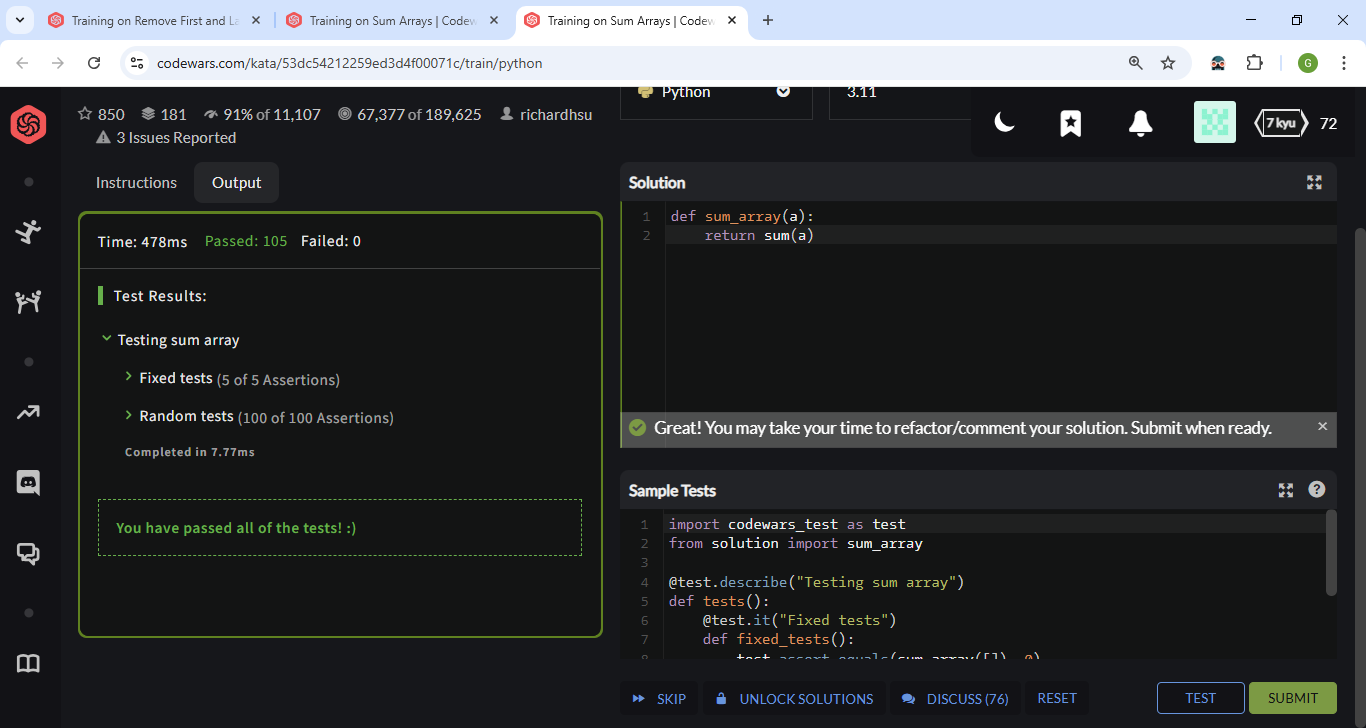 Training on Remove First and La
Training on Sum Arrays | Codew
Training on Sum Arrays | Codew
codewars.com/kata/53dc54212259ed3d4f00071c/train/python
G
850 181 91% of 11,107 67,377 of 189,625 richardhsu
3 Issues Reported
Python
3.11
7 kyu
72
Instructions
Output
Time: 478ms Passed: 105 Failed: 0
Test Results:
Testing sum array
Fixed tests (5 of 5 Assertions)
Random tests (100 of 100 Assertions)
Completed in 7.77ms
You have passed all of the tests! :)
Solution
1 def sum_array(a):
2 return sum(a)
Great! You may take your time to refactor/comment your solution. Submit when ready.
Sample Tests
1 import codewars_test as test
2 from solution import sum_array
3
4 @test.describe("Testing sum array")
5 def tests():
6 @test.it("Fixed tests")
7 def fixed_tests():
8 test.assert_equals(sum_array([]), 0)
SKIP
UNLOCK SOLUTIONS
DISCUSS (76)
RESET
TEST
SUBMIT